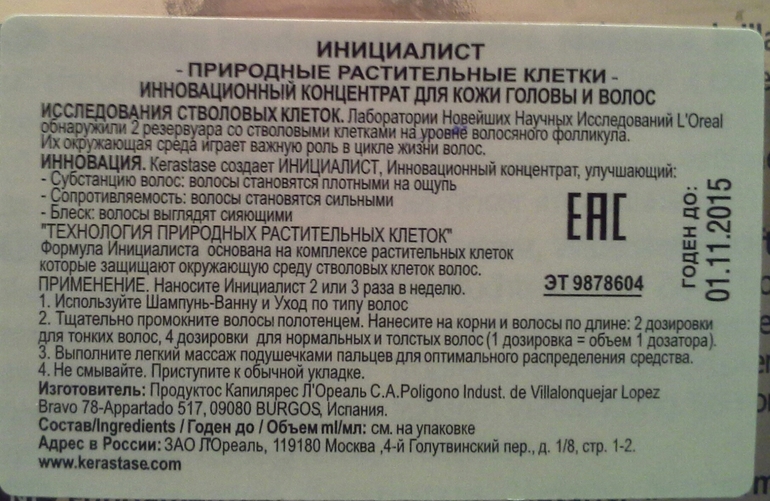 ИНИЦИАЛИСТ
- ПРИРОДНЫЕ РАСТИТЕЛЬНЫЕ КЛЕТКИ -
ИННОВАЦИОННЫЙ КОНЦЕНТРАТ ДЛЯ КОЖИ ГОЛОВЫ И ВОЛОС
ИССЛЕДОВАНИЯ СТВОЛОВЫХ КЛЕТОК. Лаборатории Новейших Научных Исследований L'Oreal
обнаружили 2 резервуара со стволовыми клетками на уровне волосяного фолликула.
Их окружающая среда играет важную роль в цикле жизни волос.
ИННОВАЦИЯ. Kerastase создает ИНИЦИАЛИСТ, Инновационный концентрат, улучшающий:
- Субстанцию волос: волосы становятся плотными на ощупь
- Сопротивляемость: волосы становятся сильными
- Блеск: волосы выглядят сияющими
"ТЕХНОЛОГИЯ ПРИРОДНЫХ РАСТИТЕЛЬНЫХ КЛЕТОК"
Формула Инициалиста основана на комплексе растительных клеток
которые защищают окружающую среду стволовых клеток волос.
ПРИМЕНЕНИЕ. Наносите Инициалист 2 или 3 раза в неделю.
1. Используйте Шампунь-Ванну и Уход по типу волос
2. Тщательно промокните волосы полотенцем. Нанесите на корни и волосы по длине: 2 дозировки
для тонких волос, 4 дозировки для нормальных и толстых волос (1 дозировка = объем 1 дозатора).
3. Выполните легкий массаж подушечками пальцев для оптимального распределения средства.
4. Не смывайте. Приступите к обычной укладке.
Изготовитель: Продуктос Капилярес Л'Ореаль С.А.Poligono Indust. de Villalonquejar Lopez
Bravo 78-Appartado 517, 09080 BURGOS, Испания.
Состав/Ingredients / Годен до / Объем ml/мл: см. на упаковке
Адрес в России: ЗАО Л'Ореаль, 119180 Москва ,4-й Голутвинский пер., д. 1/8, стр. 1-2.
www.kerastase.com
EAC
ЭТ 9878604
ГОДЕН ДО:
01.11.2015